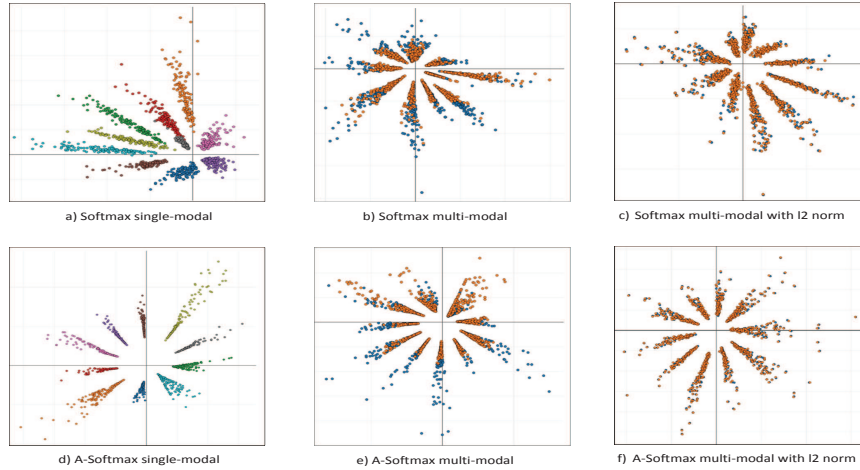 a) Softmax single-modal
b) Softmax multi-modal
c) Softmax multi-modal with l2 norm
d) A-Softmax single-modal
e) A-Softmax multi-modal
f) A-Softmax multi-modal with l2 norm